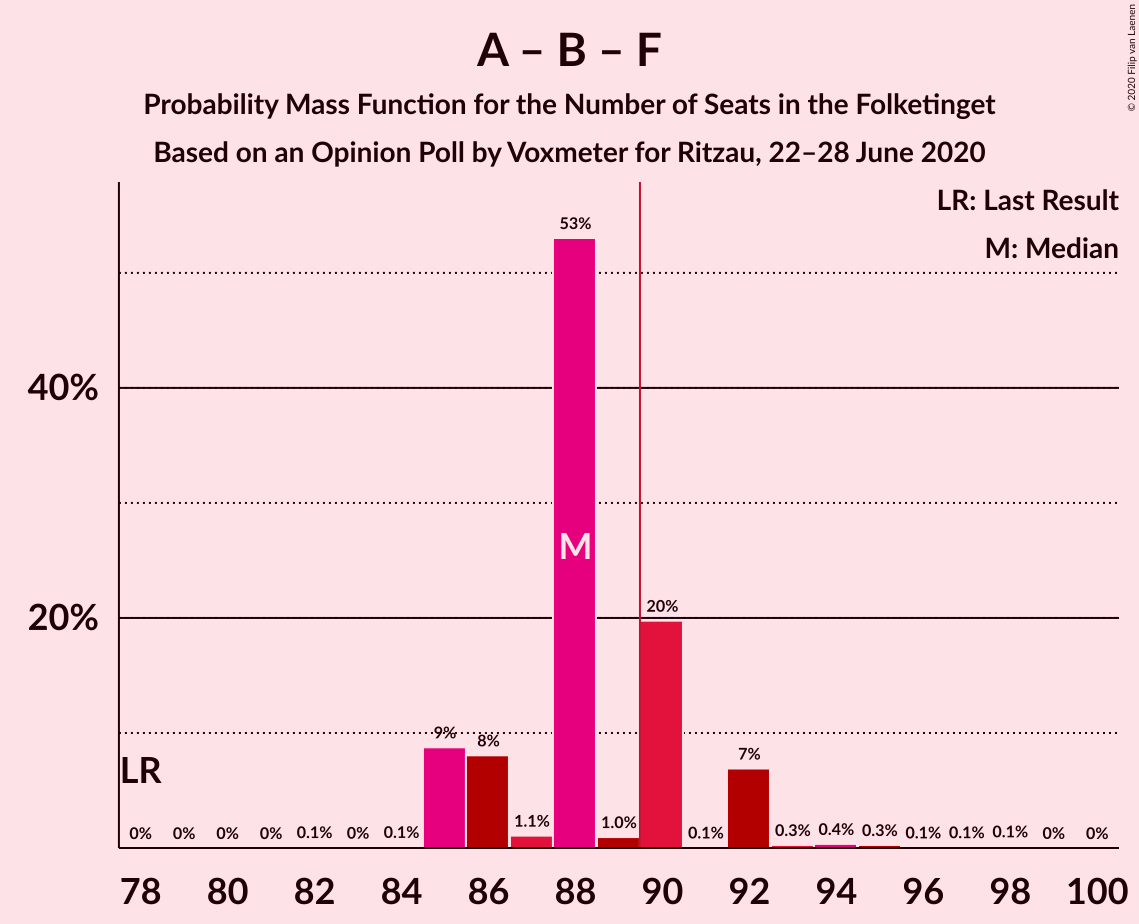 A – B – F
Probability Mass Function for the Number of Seats in the Folketinget
Based on an Opinion Poll by Voxmeter for Ritzau, 22–28 June 2020
© 2020 Filip van Laenen
LR: Last Result
M: Median
53%
40%
M
20%
20%
9%
8%
7%
LR
0%
0%
0%
0%
0.1%
0%
0.1%
1.1%
1.0%
0.1%
0.3%
0.4%
0.3%
0.1%
0.1%
0.1%
0%
0%
78 80 82 84 86 88 90 92 94 96 98 100